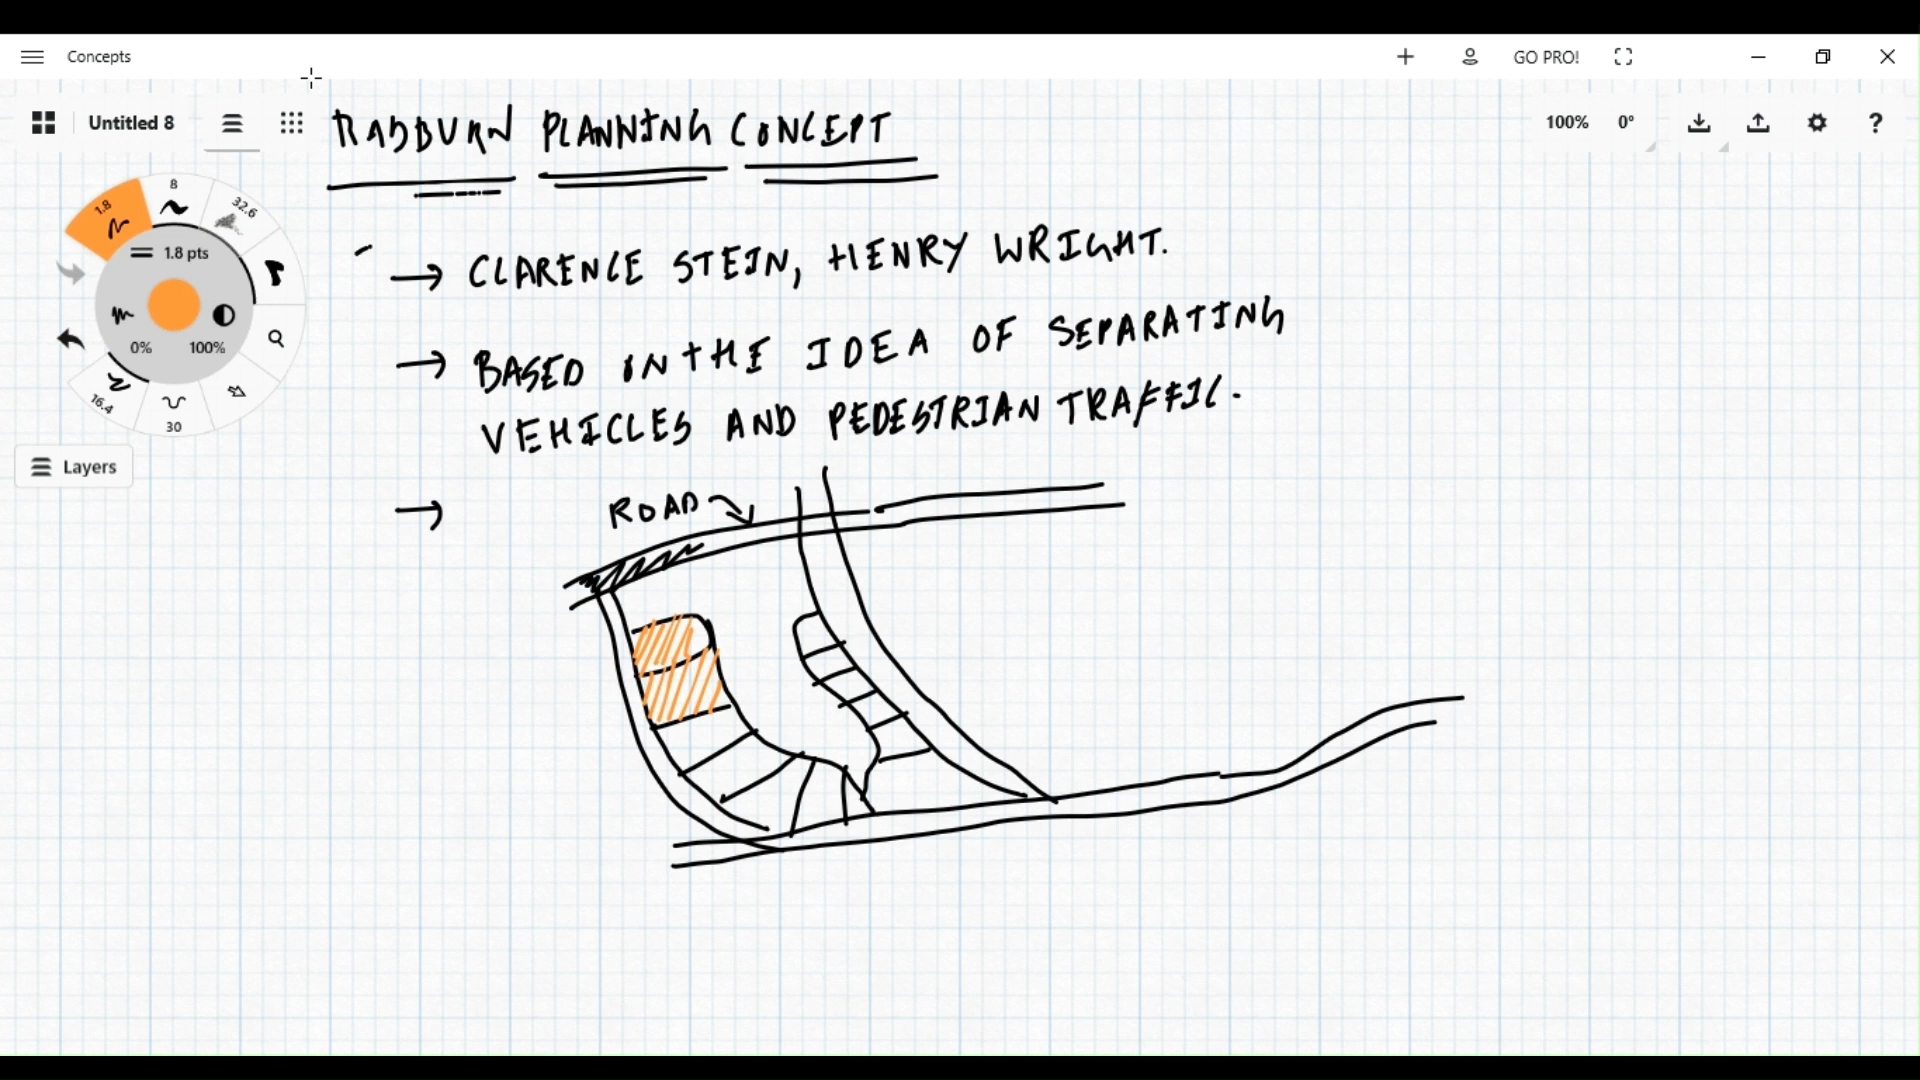 Concepts
GO PRO!
Untitled 8
100% 0° ?
RADBURN PLANNING CONCEPT
8
1.8
32.6
1.8 pts
0% 100%
16.4
30
→ CLARENCE STEIN, HENRY WRIGHT.
→ BASED ON THE IDEA OF SEPARATING
VEHICLES AND PEDESTRIAN TRAFFIC.
Layers
→
ROAD